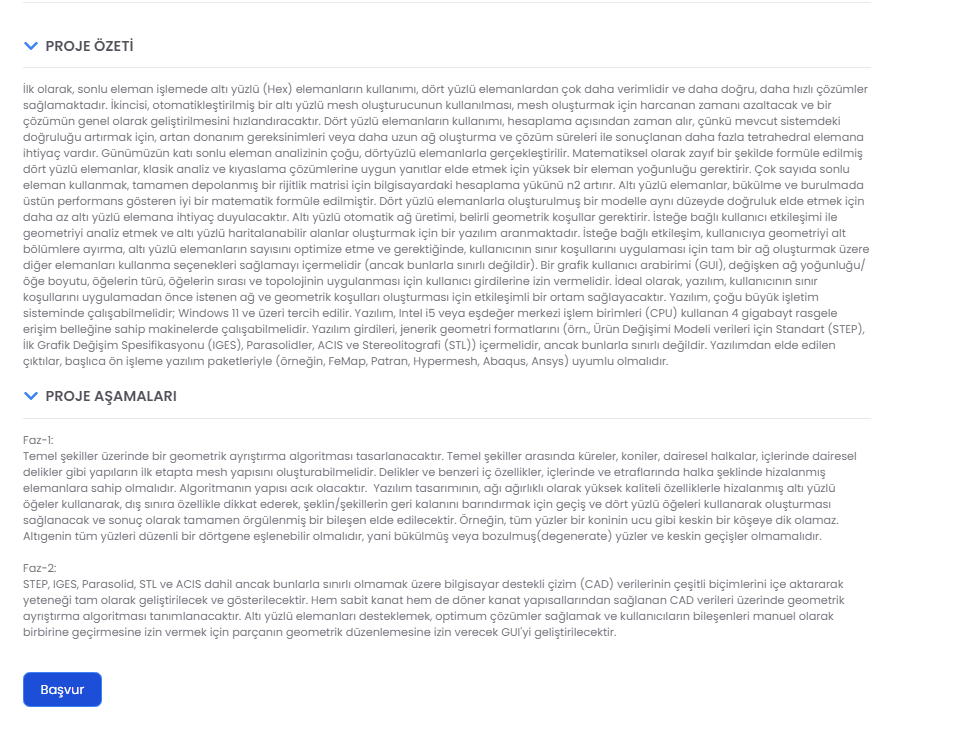 PROJE ÖZETİ
İlk olarak, sonlu eleman işlemede altı yüzlü (Hex) elemanların kullanımı, dört yüzlü elemanlardan çok daha verimlidir ve daha doğru, daha hızlı çözümler
sağlamaktadır. İkincisi, otomatikleştirilmiş bir altı yüzlü mesh oluşturucunun kullanılması, mesh oluşturmak için harcanan zamanı azaltacak ve bir
çözümün genel olarak geliştirilmesini hızlandıracaktır. Dört yüzlü elemanların kullanımı, hesaplama açısından zaman alır, çünkü mevcut sistemdeki
doğruluğu artırmak için, artan donanım gereksinimleri veya daha uzun ağ oluşturma ve çözüm süreleri ile sonuçlanan daha fazla tetrahedral elemana
ihtiyaç vardır. Günümüzün katı sonlu eleman analizinin çoğu, dörtyüzlü elemanlarla gerçekleştirilir. Matematiksel olarak zayıf bir şekilde formüle edilmiş
dört yüzlü elemanlar, klasik analiz ve kıyaslama çözümlerine uygun yanıtlar elde etmek için yüksek bir eleman yoğunluğu gerektirir. Çok sayıda sonlu
eleman kullanmak, tamamen depolanmış bir rijitlik matrisi için bilgisayardaki hesaplama yükünü n2 artırır. Altı yüzlü elemanlar, bükülme ve burulmada
üstün performans gösteren iyi bir matematik formüle edilmiştir. Dört yüzlü elemanlarla oluşturulmuş bir modelle aynı düzeyde doğruluk elde etmek için
daha az altı yüzlü elemana ihtiyaç duyulacaktır. Altı yüzlü otomatik ağ üretimi, belirli geometrik koşullar gerektirir. İsteğe bağlı kullanıcı etkileşimi ile
geometriyi analiz etmek ve altı yüzlü haritalanabilir alanlar oluşturmak için bir yazılım aranmaktadır. İsteğe bağlı etkileşim, kullanıcıya geometriyi alt
bölümlere ayırma, altı yüzlü elemanların sayısını optimize etme ve gerektiğinde, kullanıcının sınır koşullarını uygulaması için tam bir ağ oluşturmak üzere
diğer elemanları kullanma seçenekleri sağlamayı içermelidir (ancak bunlarla sınırlı değildir). Bir grafik kullanıcı arabirimi (GUI), değişken ağ yoğunluğu/
öğe boyutu, öğelerin türü, öğelerin sırası ve topolojinin uygulanması için kullanıcı girdilerine izin vermelidir. İdeal olarak, yazılım, kullanıcının sınır
koşullarını uygulamadan önce istenen ağ ve geometrik koşulları oluşturması için etkileşimli bir ortam sağlayacaktır. Yazılım, çoğu büyük işletim
sisteminde çalışabilmelidir; Windows 11 ve üzeri tercih edilir. Yazılım, Intel i5 veya eşdeğer merkezi işlem birimleri (CPU) kullanan 4 gigabayt rasgele
erişim belleğine sahip makinelerde çalışabilmelidir. Yazılım girdileri, jenerik geometri formatlarını (örn., Ürün Değişimi Modeli verileri için Standart (STEP),
İlk Grafik Değişim Spesifikasyonu (IGES), Parasolidler, ACIS ve Stereolitografi (STL)) içermelidir, ancak bunlarla sınırlı değildir. Yazılımdan elde edilen
çıktılar, başlıca ön işleme yazılım paketleriyle (örneğin, FeMap, Patran, Hypermesh, Abaqus, Ansys) uyumlu olmalıdır.
PROJE AŞAMALARI
Faz-1:
Temel şekiller üzerinde bir geometrik ayrıştırma algoritması tasarlanacaktır. Temel şekiller arasında küreler, koniler, dairesel halkalar, içlerinde dairesel
delikler gibi yapıların ilk etapta mesh yapısını oluşturabilmelidir. Delikler ve benzeri iç özellikler, içlerinde ve etraflarında halka şeklinde hizalanmış
elemanlara sahip olmalıdır. Algoritmanın yapısı acık olacaktır.  Yazılım tasarımının, ağı ağırlıklı olarak yüksek kaliteli özelliklerle hizalanmış altı yüzlü
öğeler kullanarak, dış sınıra özellikle dikkat ederek, şeklin/şekillerin geri kalanını barındırmak için geçiş ve dört yüzlü öğeleri kullanarak oluşturması
sağlanacak ve sonuç olarak tamamen örgülenmiş bir bileşen elde edilecektir. Örneğin, tüm yüzler bir koninin ucu gibi keskin bir köşeye dik olamaz.
Altıgenin tüm yüzleri düzenli bir dörtgene eşlenebilir olmalıdır, yani bükülmüş veya bozulmuş(degenerate) yüzler ve keskin geçişler olmamalıdır.
Faz-2:
STEP, IGES, Parasolid, STL ve ACIS dahil ancak bunlarla sınırlı olmamak üzere bilgisayar destekli çizim (CAD) verilerinin çeşitli biçimlerini içe aktararak
yeteneği tam olarak geliştirilecek ve gösterilecektir. Hem sabit kanat hem de döner kanat yapısallarından sağlanan CAD verileri üzerinde geometrik
ayrıştırma algoritması tanımlanacaktır. Altı yüzlü elemanları desteklemek, optimum çözümler sağlamak ve kullanıcıların bileşenleri manuel olarak
birbirine geçirmesine izin vermek için parçanın geometrik düzenlemesine izin verecek GUI'yi geliştirilecektir.
Başvur